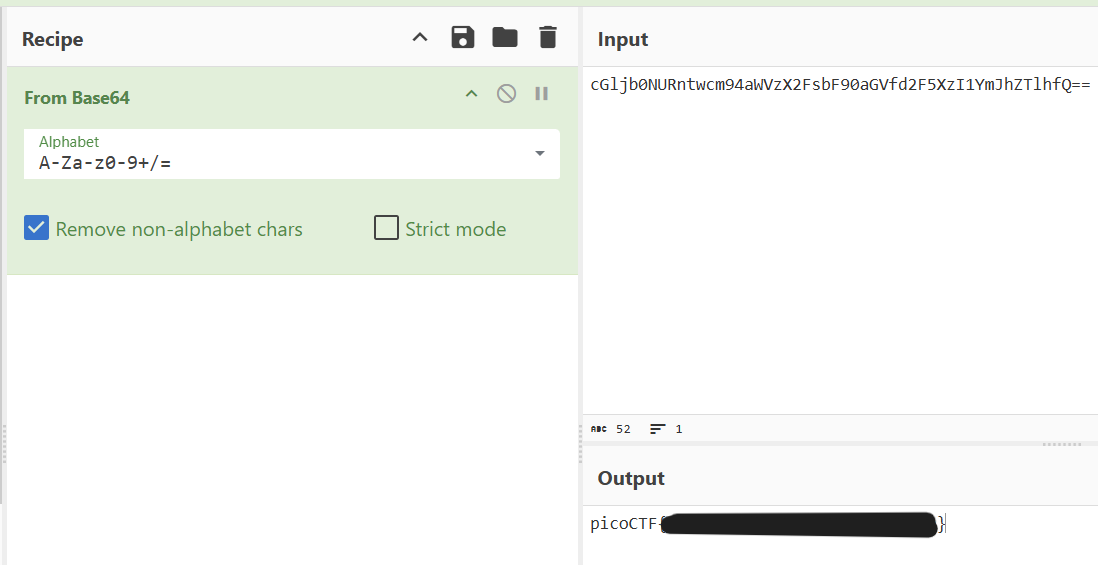 Recipe
From Base64
Alphabet
A-Za-z0-9+/=
Remove non-alphabet chars
Strict mode
Input
cGljb0NURntwcm94aWVzX2FsbF90aGVfd2F5XzI1YmJhZTlhfQ==
ABC 52 1
Output
picoCTF{ }